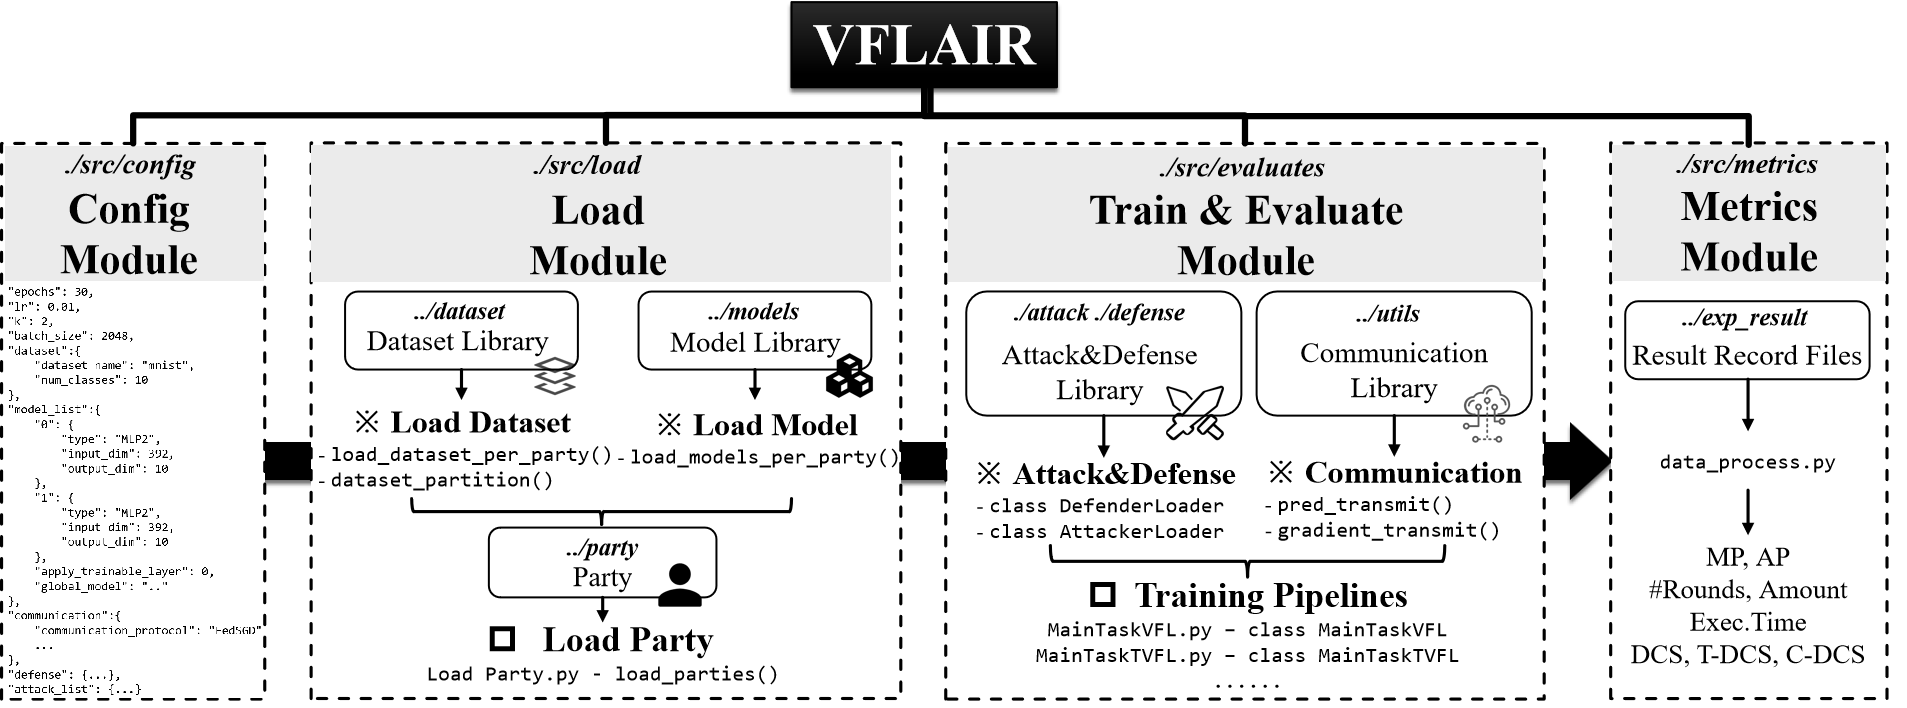 VFLAIR
./src/config
Config
Module
"epochs": 30,
"lr": 0.01,
"k": 2,
"batch_size": 2048,
"dataset":{
"dataset_name": "mnist",
"num_classes": 10
},
"model_list":{
"0": {
"type": "MLP2",
"input_dim": 392,
"output_dim": 10
},
"1": {
"type": "MLP2",
"input_dim": 392,
"output_dim": 10
},
"apply_trainable_layer": 0,
"global_model": ".."
},
"communication":{
"communication_protocol": "FedSGD"
...
},
"defense": {...},
"attack_list": {...}
./src/load
Load
Module
../dataset
Dataset Library
※ Load Dataset
- load_dataset_per_party()
- dataset_partition()
../models
Model Library
※ Load Model
- load_models_per_party()
../party
Party
Load Party
Load Party.py - load_parties()
./src/evaluates
Train & Evaluate
Module
./attack ./defense
Attack&Defense
Library
※ Attack&Defense
- class DefenderLoader
- class AttackerLoader
../utils
Communication
Library
※ Communication
- pred_transmit()
- gradient_transmit()
Training Pipelines
MainTaskVFL.py – class MainTaskVFL
MainTaskTVFL.py – class MainTaskTVFL
......
./src/metrics
Metrics
Module
../exp_result
Result Record Files
data_process.py
MP, AP
#Rounds, Amount
Exec.Time
DCS, T-DCS, C-DCS